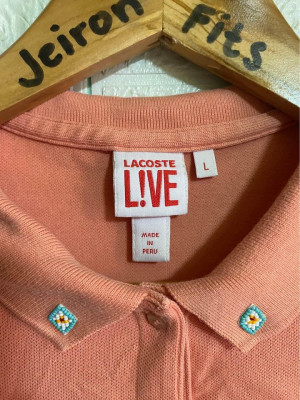 Jeiron Fits
LACOSTE
L!VE
L
MADE
IN
PERU